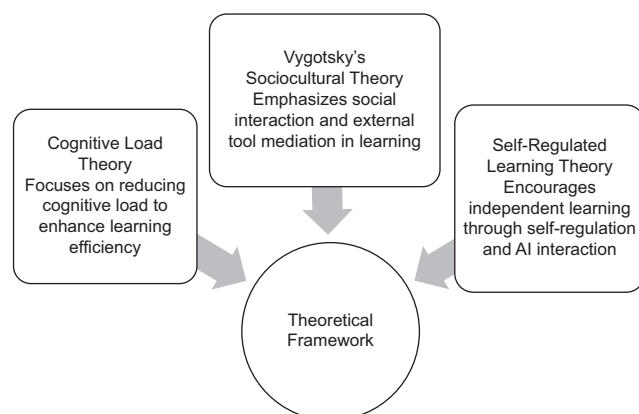 Vygotsky's
Sociocultural Theory
Emphasizes social
interaction and external
tool mediation in learning
Cognitive Load
Theory
Focuses on reducing
cognitive load to
enhance learning
efficiency
Self-Regulated
Learning Theory
Encourages
independent learning
through self-regulation
and AI interaction
Theoretical
Framework